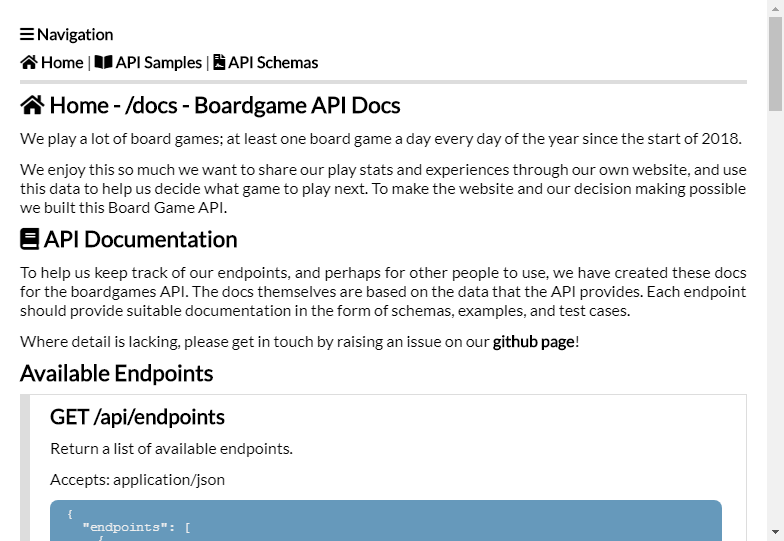 Navigation
Home | API Samples | API Schemas
Home - /docs - Boardgame API Docs
We play a lot of board games; at least one board game a day every day of the year since the start of 2018.
We enjoy this so much we want to share our play stats and experiences through our own website, and use
this data to help us decide what game to play next. To make the website and our decision making possible
we built this Board Game API.
API Documentation
To help us keep track of our endpoints, and perhaps for other people to use, we have created these docs
for the boardgames API. The docs themselves are based on the data that the API provides. Each endpoint
should provide suitable documentation in the form of schemas, examples, and test cases.
Where detail is lacking, please get in touch by raising an issue on our github page!
Available Endpoints
GET /api/endpoints
Return a list of available endpoints.
Accepts: application/json
{
"endpoints": [
{